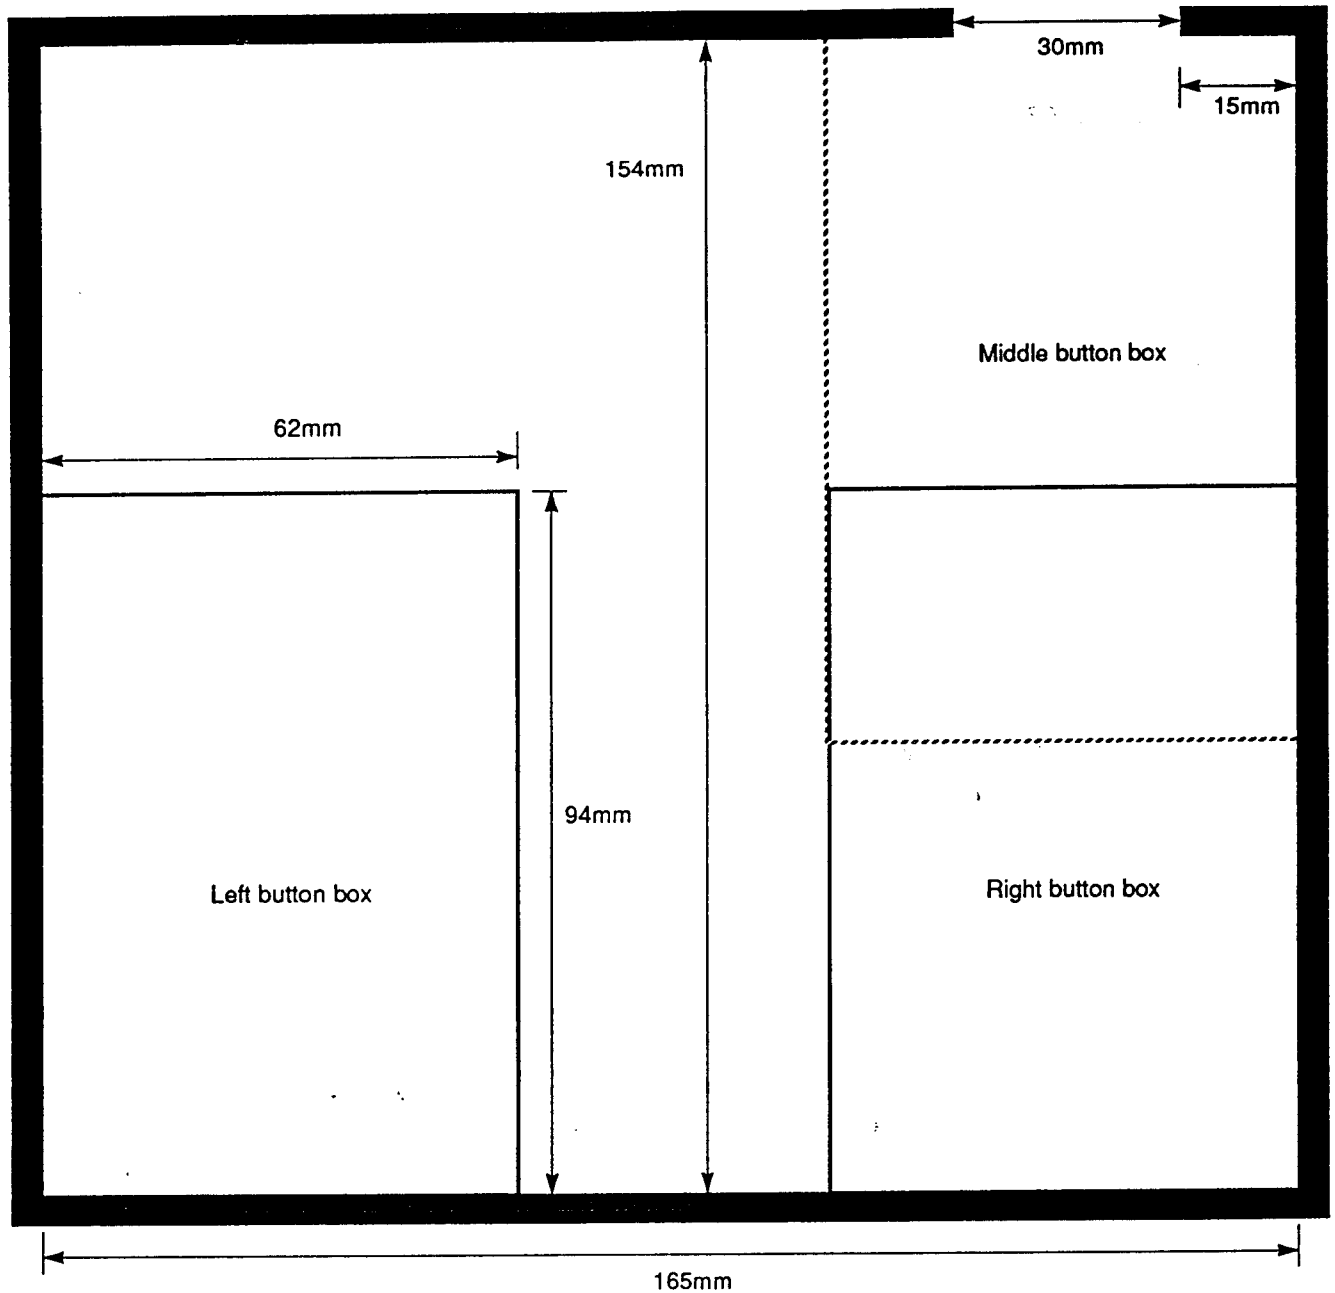 30mm
15mm
154mm
Middle button box
62mm
94mm
Left button box
Right button box
165mm